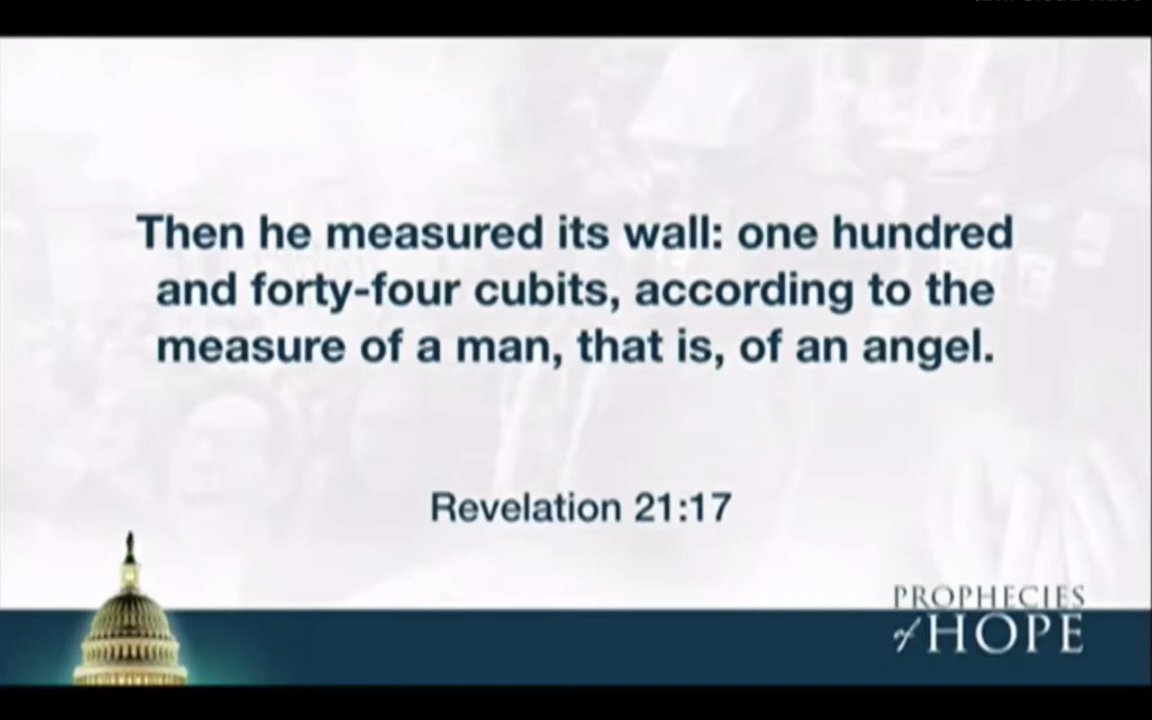 Then he measured its wall: one hundred
and forty-four cubits, according to the
measure of a man, that is, of an angel.
Revelation 21:17
PROPHECIES
of HOPE